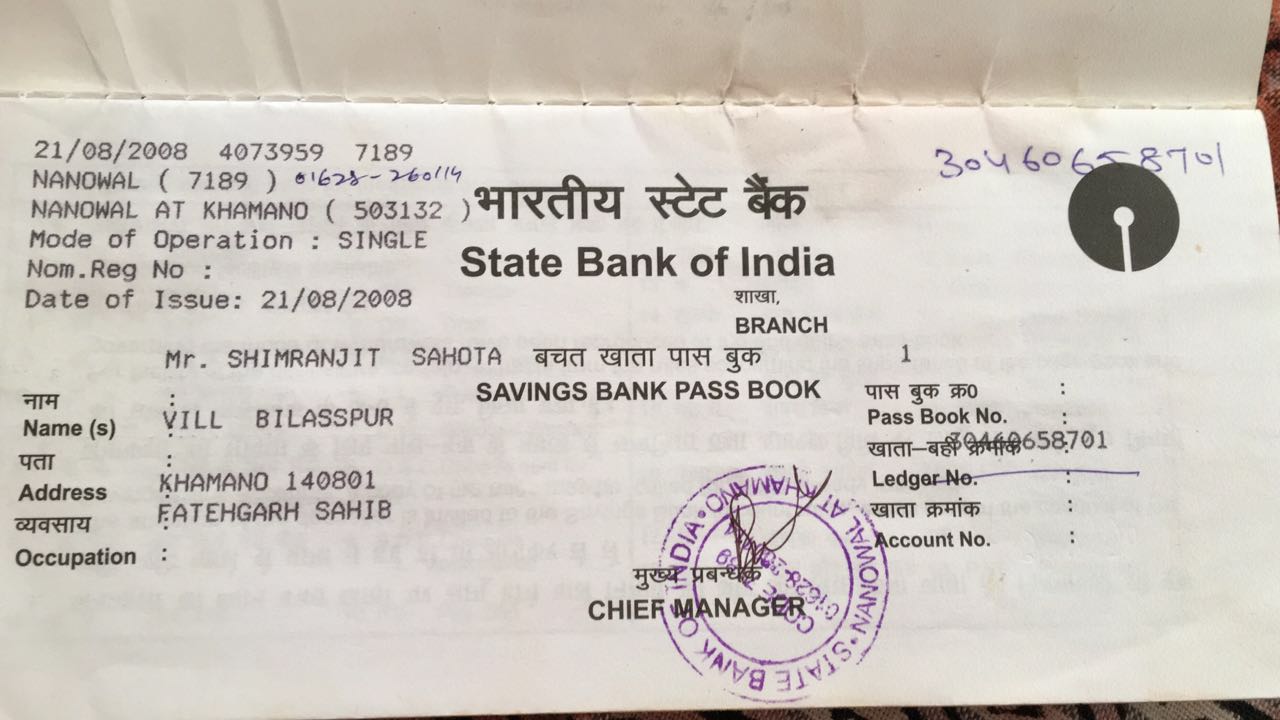 21/08/2008 4073959 7189
30460658701
NANOWAL ( 7189 ) 01628-260114
NANOWAL AT KHAMANO ( 503132 )
भारतीय स्टेट बैंक
Mode of Operation : SINGLE
State Bank of India
Nom.Reg No :
Date of Issue: 21/08/2008
शाखा,
BRANCH
Mr. SHIMRANJIT SAHOTA
बचत खाता पास बुक
1
SAVINGS BANK PASS BOOK
नाम :
पास बुक क्र0 :
Name (s) VILL BILASSPUR
Pass Book No.
पता :
खाता-बही क्रमांक :
30460658701
Address KHAMANO 140801
Ledger No.
व्यवसाय : FATEHGARH SAHIB
खाता क्रमांक
Occupation :
Account No. :
मुख्य प्रबन्धक
CHIEF MANAGER
STATE BANK OF INDIA • NANOWAL AT KHAMANO •